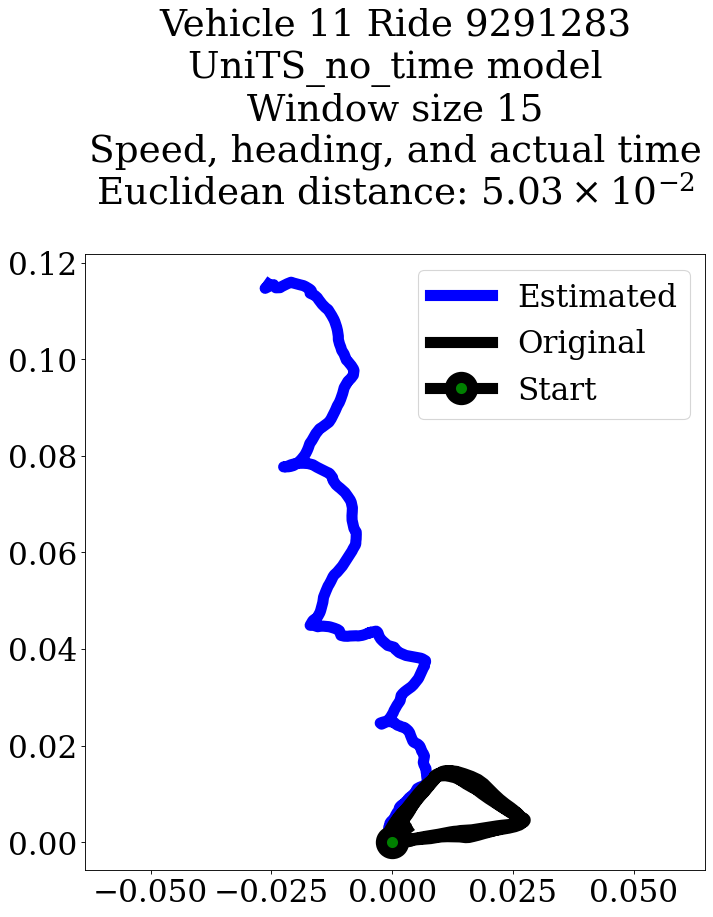 Vehicle 11 Ride 9291283
UniTS_no_time model
Window size 15
Speed, heading, and actual time
Euclidean distance: 5.03 × 10⁻²
0.12
0.10
0.08
0.06
0.04
0.02
0.00
Estimated
Original
Start
−0.050 −0.025 0.000 0.025 0.050